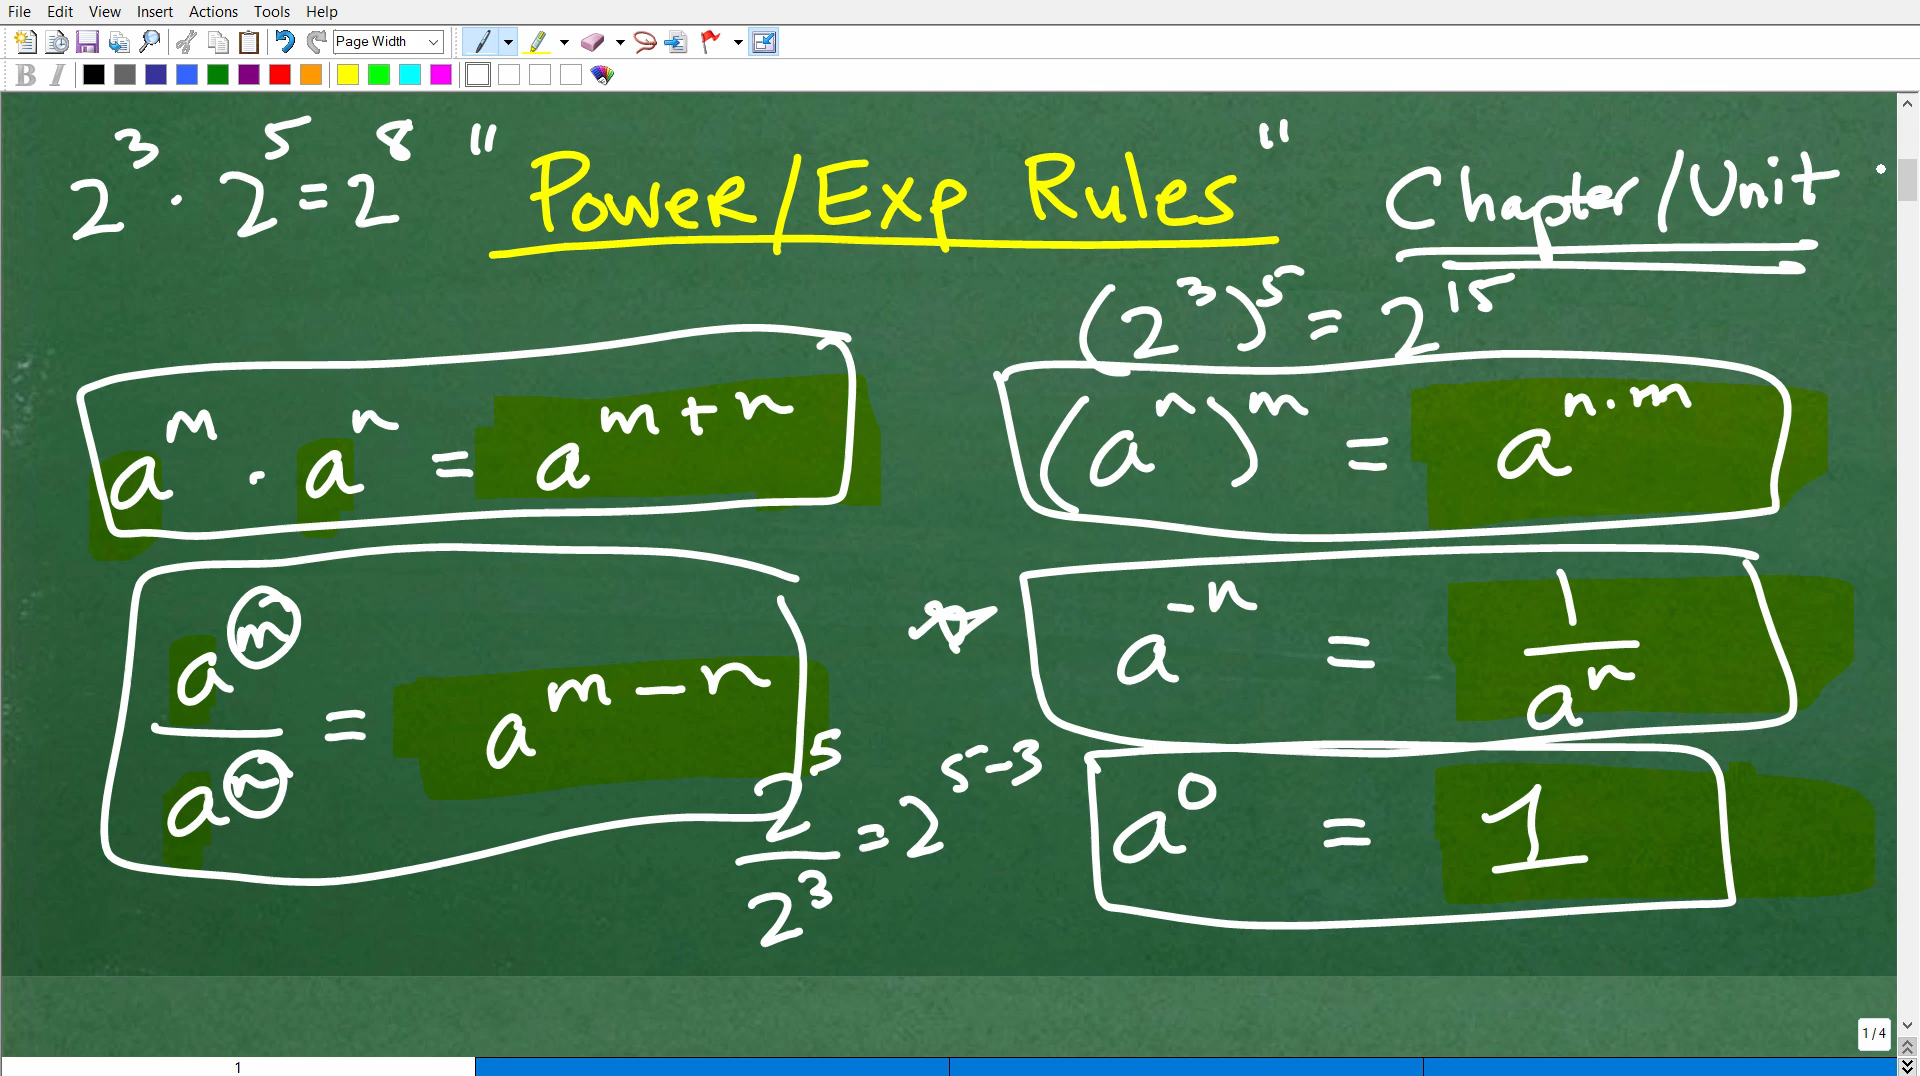 File Edit View Insert Actions Tools Help
Page Width
B I
2³ · 2⁵ = 2⁸ " Power/Exp Rules " Chapter/Unit
(2³)⁵ = 2¹⁵
aᵐ · aⁿ = aᵐ⁺ⁿ
(aⁿ)ᵐ = aⁿ·ᵐ
aᵐ/aⁿ = aᵐ⁻ⁿ
a⁻ⁿ = 1/aⁿ
2⁵/2³ = 2⁵⁻³
a⁰ = 1
1/4
1